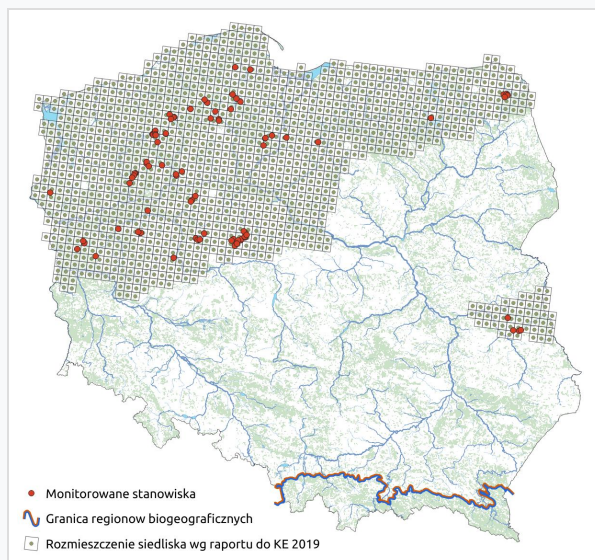 Monitorowane stanowiska
Granica regionow biogeograficznych
Rozmieszczenie siedliska wg raportu do KE 2019